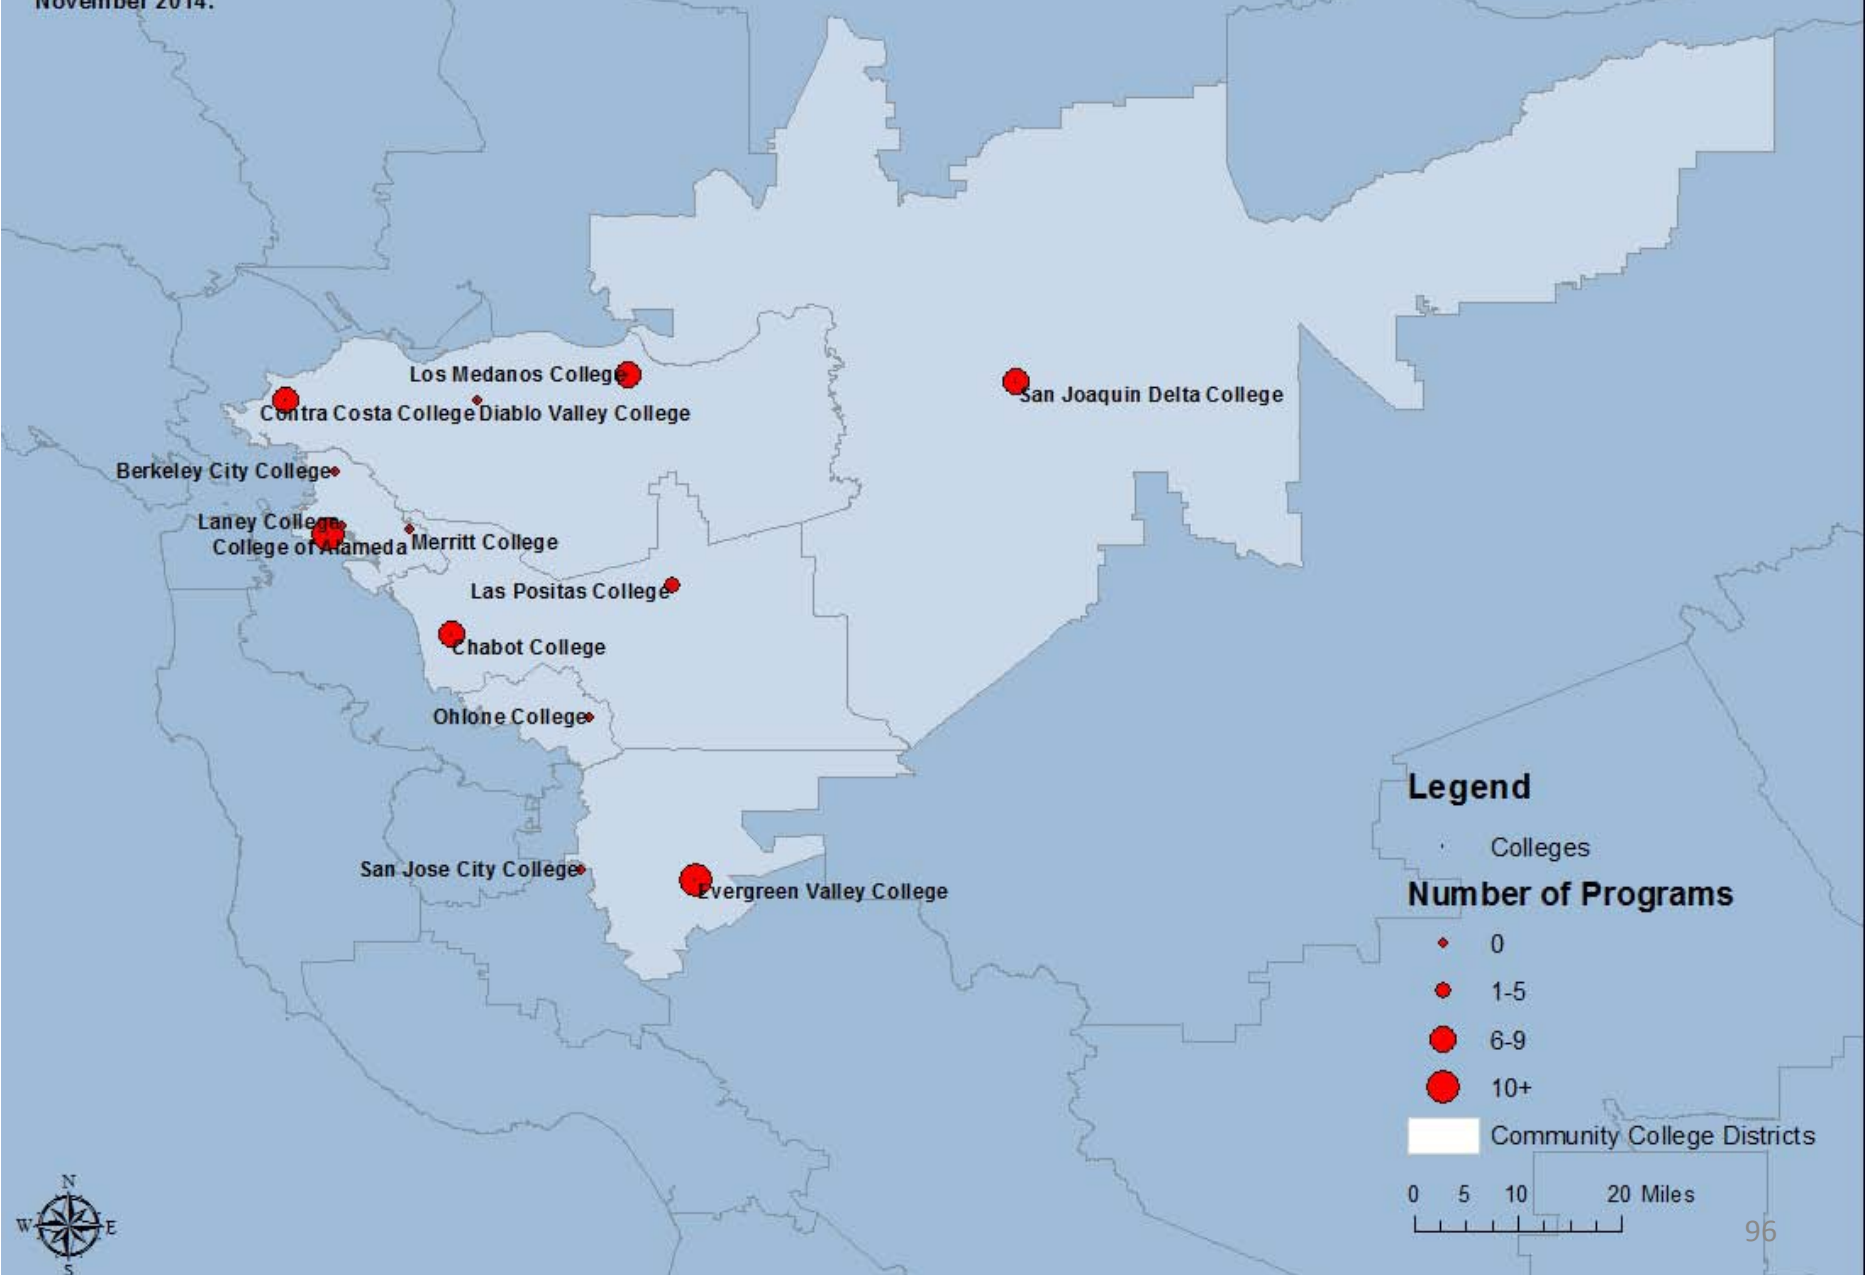 November 2014.
Los Medanos College
Contra Costa College
Diablo Valley College
San Joaquin Delta College
Berkeley City College
Laney College
College of Alameda
Merritt College
Las Positas College
Chabot College
Ohlone College
San Jose City College
Evergreen Valley College
Legend
Colleges
Number of Programs
0
1-5
6-9
10+
Community College Districts
0 5 10 20 Miles
96
N
W E
S